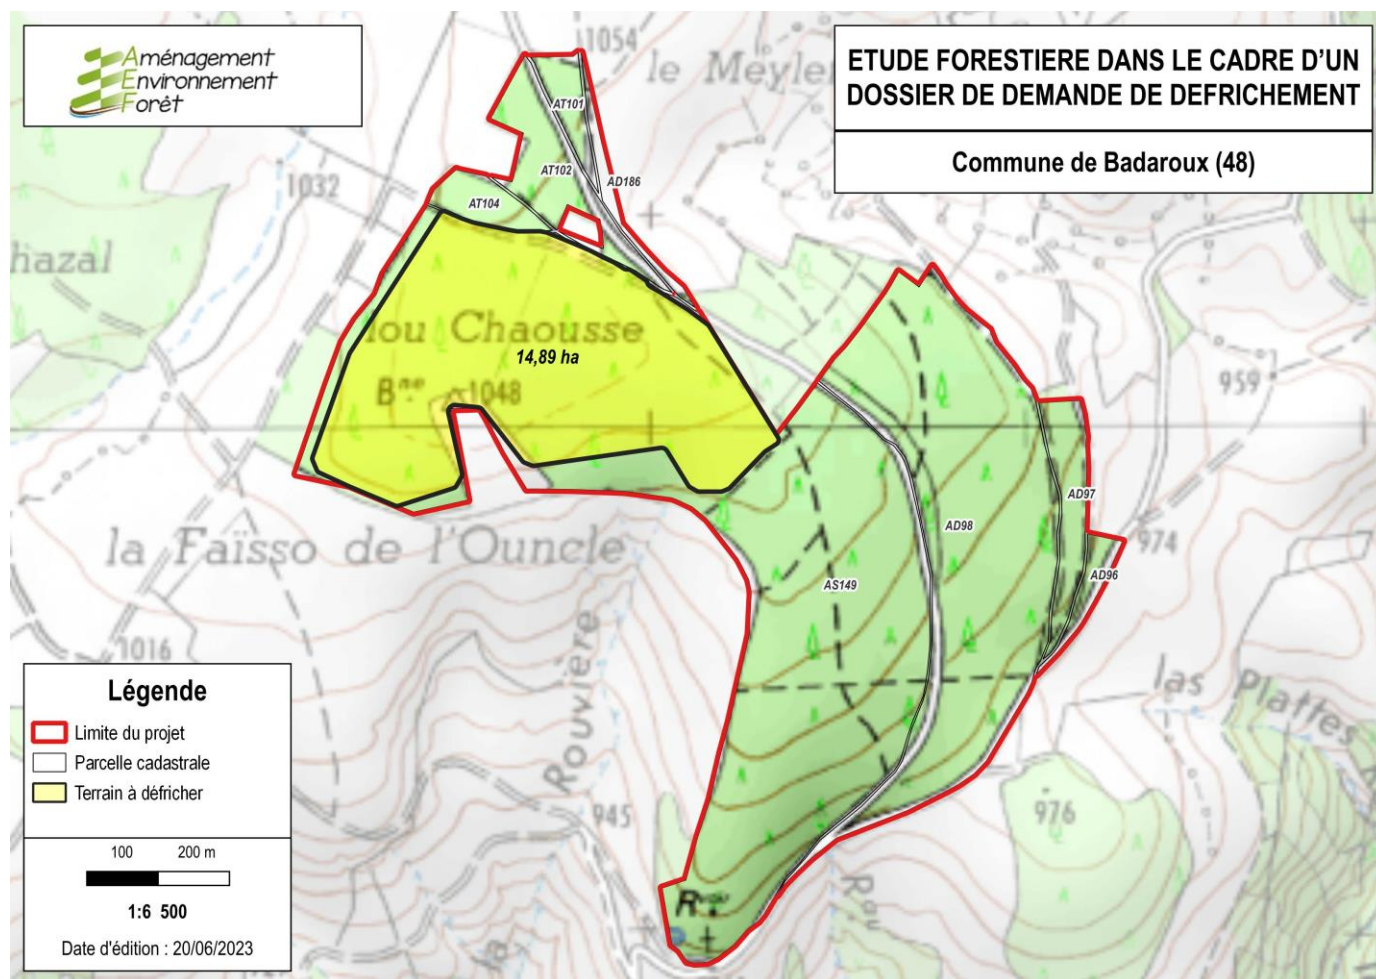 Aménagement
Environnement
Forêt
ETUDE FORESTIERE DANS LE CADRE D'UN
DOSSIER DE DEMANDE DE DEFRICHEMENT
Commune de Badaroux (48)
1054
le Meyle
AT101
AT102
AD186
1032
AT104
hazal
lou Chaousse
14,89 ha
Bne
1048
959
AD97
AD98
974
la Faïsso de l'Ouncle
AD96
AS149
1016
Rouvière
las Plattes
Légende
Limite du projet
Parcelle cadastrale
Terrain à défricher
945
976
100 200 m
1:6 500
Date d'édition : 20/06/2023